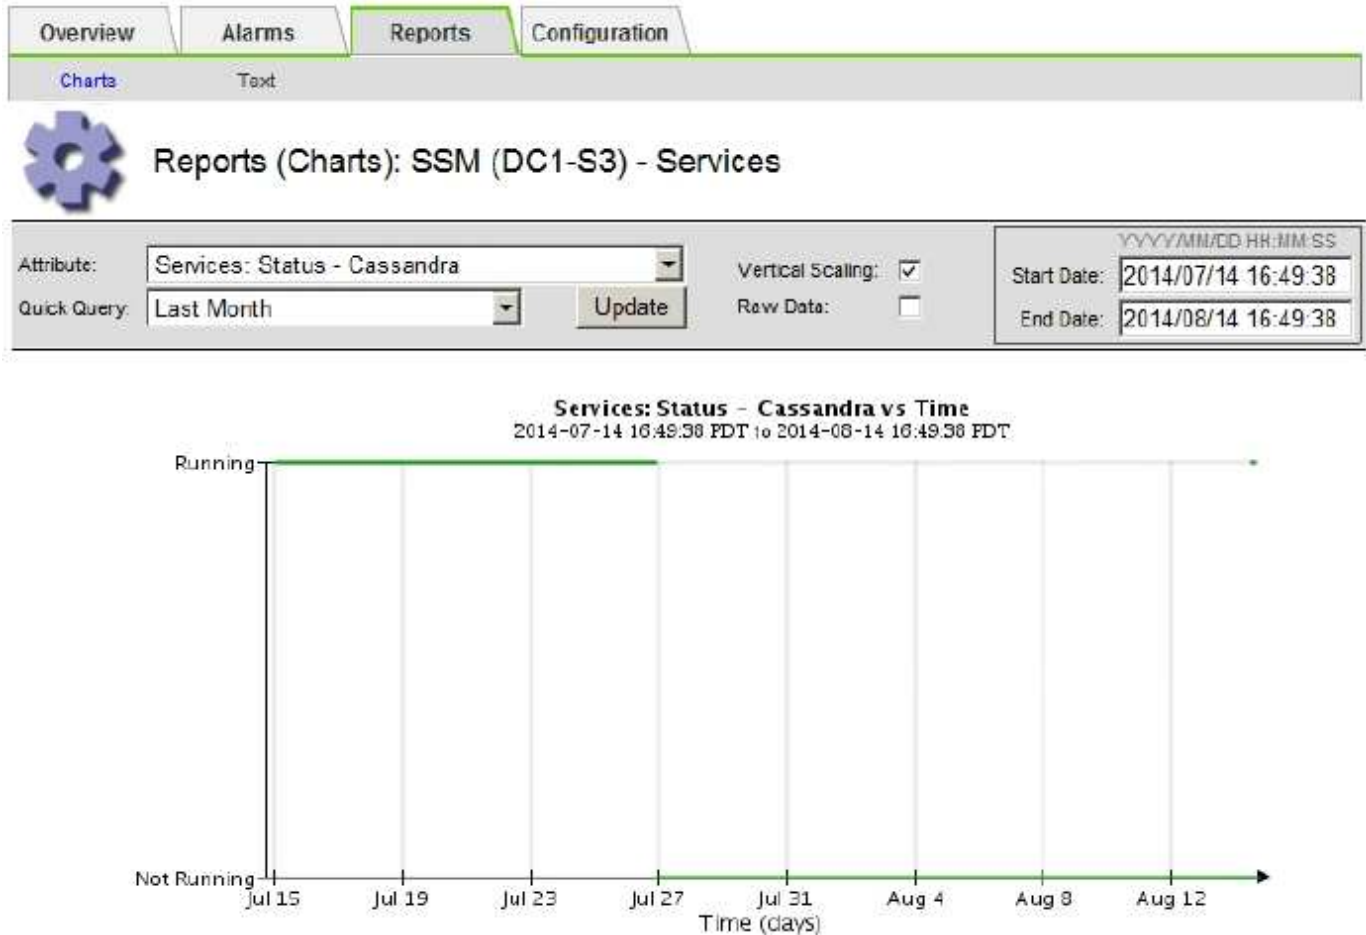 Overview Alarms Reports Configuration
Charts Text
Reports (Charts): SSM (DC1-S3) - Services
YYYY/MM/DD HH:MM:SS
Attribute: Services: Status - Cassandra Vertical Scaling: Start Date: 2014/07/14 16:49:38
Quick Query: Last Month Update Raw Data: End Date: 2014/08/14 16:49:38
Services: Status - Cassandra vs Time
2014-07-14 16:49:38 PDT to 2014-08-14 16:49:38 PDT
Running
Not Running
Jul 15 Jul 19 Jul 23 Jul 27 Jul 31 Aug 4 Aug 8 Aug 12
Time (days)